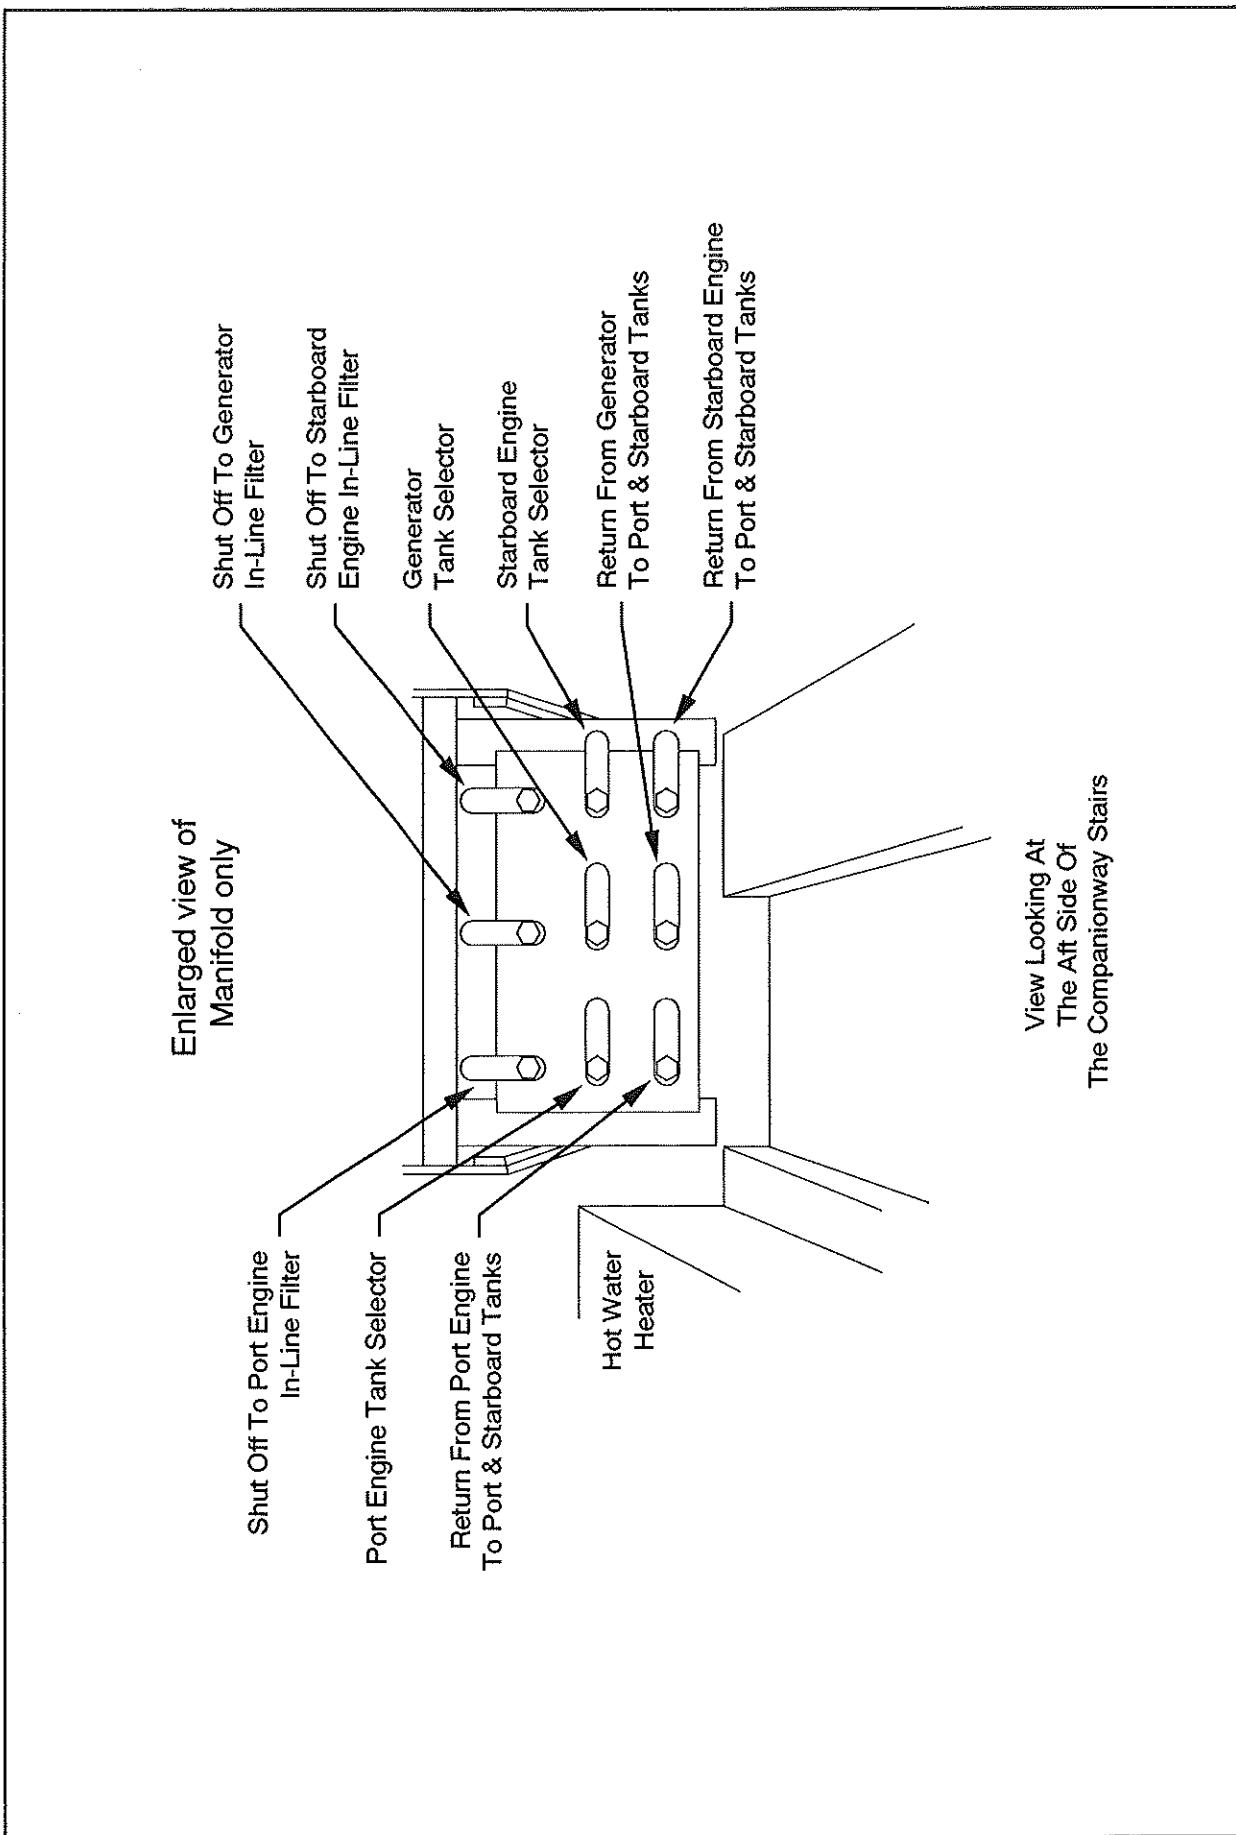 Enlarged view of
Manifold only
Shut Off To Port Engine
In-Line Filter
Port Engine Tank Selector
Return From Port Engine
To Port & Starboard Tanks
Hot Water
Heater
Shut Off To Generator
In-Line Filter
Shut Off To Starboard
Engine In-Line Filter
Generator
Tank Selector
Starboard Engine
Tank Selector
Return From Generator
To Port & Starboard Tanks
Return From Starboard Engine
To Port & Starboard Tanks
View Looking At
The Aft Side Of
The Companionway Stairs